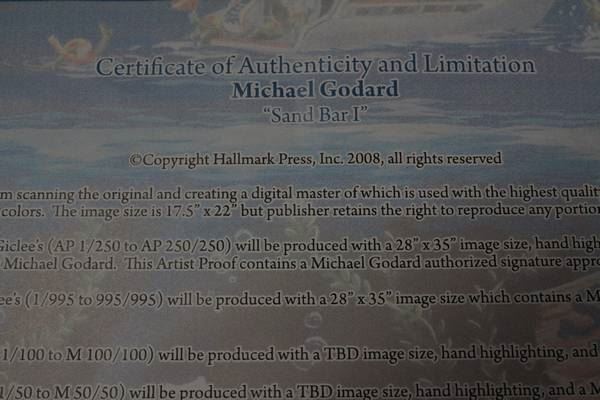 Certificate of Authenticity and Limitation
Michael Godard
“Sand Bar I”
©Copyright Hallmark Press, Inc. 2008, all rights reserved
m scanning the original and creating a digital master of which is used with the highest qualit
colors. The image size is 17.5” x 22” but publisher retains the right to reproduce any portion
Giclee's (AP 1/250 to AP 250/250) will be produced with a 28” x 35” image size, hand high
Michael Godard. This Artist Proof contains a Michael Godard authorized signature appro
ee's (1/995 to 995/995) will be produced with a 28” x 35” image size which contains a M
1/100 to M 100/100) will be produced with a TBD image size, hand highlighting, and
1/50 to M 50/50) will be produced with a TBD image size, hand highlighting, and a M